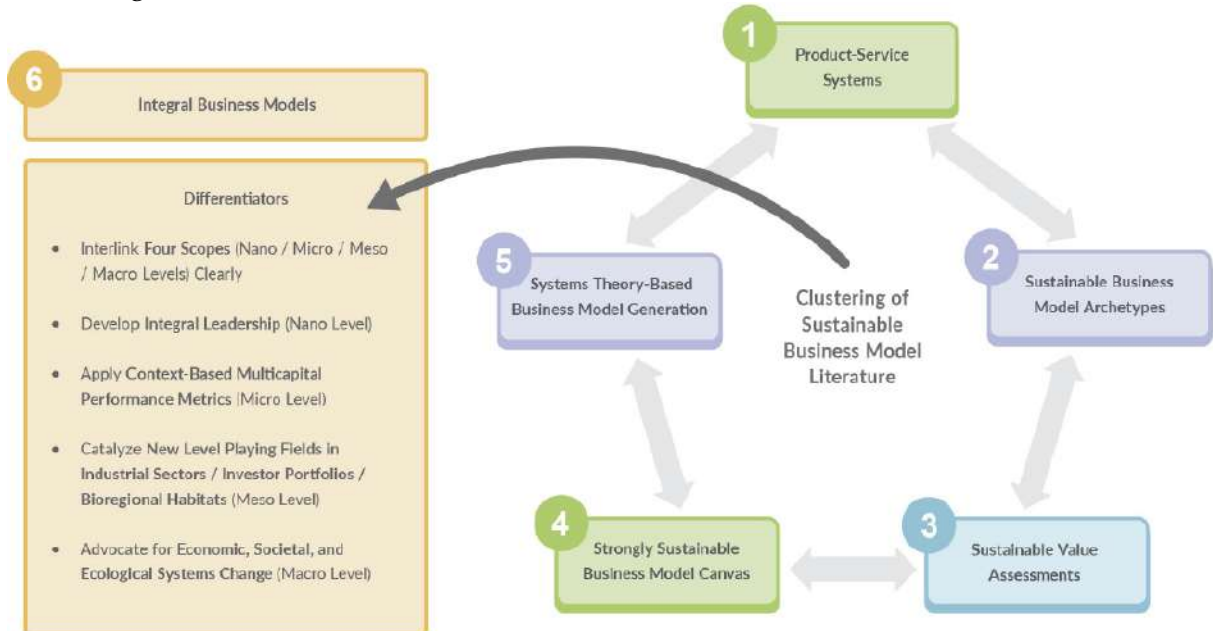 1
Product-Service
Systems
6
Integral Business Models
Differentiators
• Interlink Four Scopes (Nano / Micro / Meso
/ Macro Levels) Clearly
• Develop Integral Leadership (Nano Level)
• Apply Context-Based Multicapital
Performance Metrics (Micro Level)
• Catalyze New Level Playing Fields in
Industrial Sectors / Investor Portfolios /
Bioregional Habitats (Meso Level)
• Advocate for Economic, Societal, and
Ecological Systems Change (Macro Level)
5
Systems Theory-Based
Business Model Generation
Clustering of
Sustainable
Business Model
Literature
2
Sustainable Business
Model Archetypes
4
Strongly Sustainable
Business Model Canvas
3
Sustainable Value
Assessments